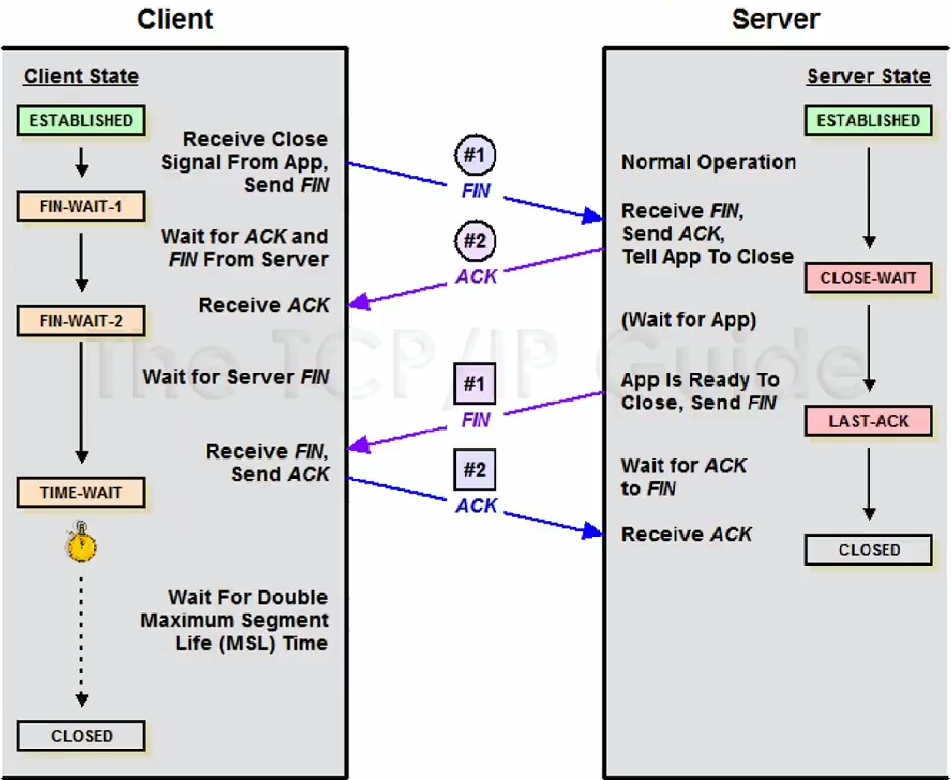 Client
Server
Client State
ESTABLISHED
Receive Close
Signal From App,
Send FIN
FIN-WAIT-1
Wait for ACK and
FIN From Server
Receive ACK
FIN-WAIT-2
Wait for Server FIN
Receive FIN,
Send ACK
TIME-WAIT
Wait For Double
Maximum Segment
Life (MSL) Time
CLOSED
#1
FIN
#2
ACK
#1
FIN
#2
ACK
Server State
ESTABLISHED
Normal Operation
Receive FIN,
Send ACK,
Tell App To Close
CLOSE-WAIT
(Wait for App)
App Is Ready To
Close, Send FIN
LAST-ACK
Wait for ACK
to FIN
Receive ACK
CLOSED
The TCP/IP Guide